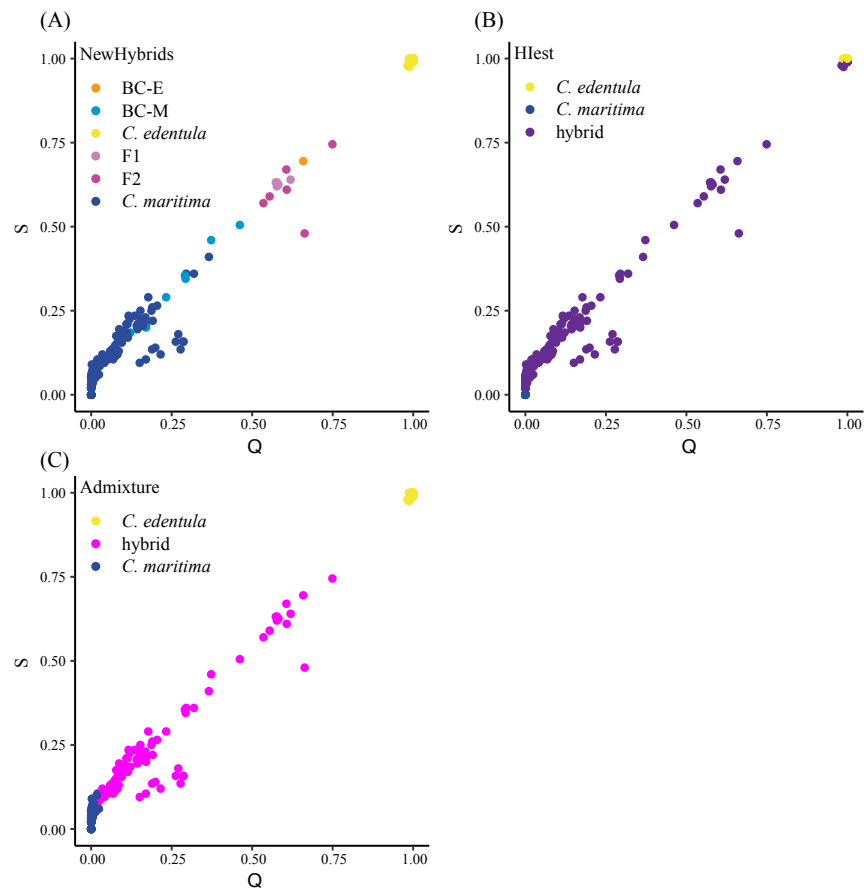 (A)
NewHybrids
BC-E
BC-M
C. edentula
F1
F2
C. maritima
1.00
0.75
0.50
0.25
0.00
S
0.00 0.25 0.50 0.75 1.00
Q
(B)
HIest
C. edentula
C. maritima
hybrid
1.00
0.75
0.50
0.25
0.00
S
0.00 0.25 0.50 0.75 1.00
Q
(C)
Admixture
C. edentula
hybrid
C. maritima
1.00
0.75
0.50
0.25
0.00
S
0.00 0.25 0.50 0.75 1.00
Q